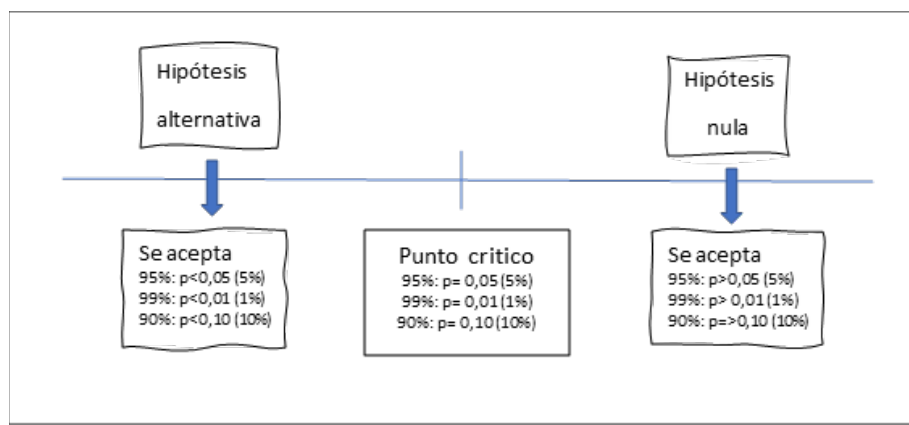 Hipótesis
alternativa
Hipótesis
nula
Se acepta
95%: p<0,05 (5%)
99%: p<0,01 (1%)
90%: p<0,10 (10%)
Punto critico
95%: p= 0,05 (5%)
99%: p= 0,01 (1%)
90%: p= 0,10 (10%)
Se acepta
95%: p>0,05 (5%)
99%: p> 0,01 (1%)
90%: p=>0,10 (10%)